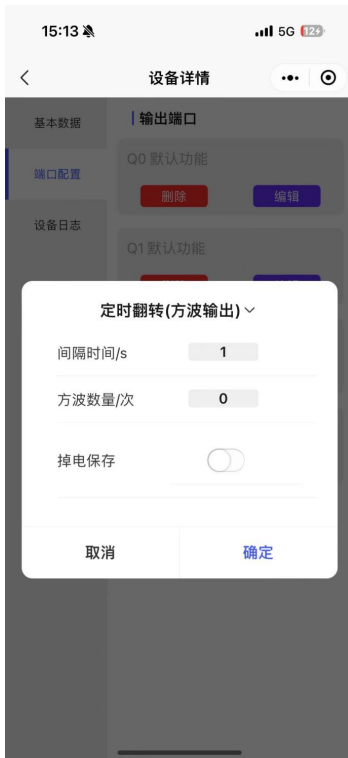 15:13
5G 12
设备详情
基本数据
输出端口
Q0 默认功能
端口配置
删除
编辑
设备日志
Q1 默认功能
定时翻转(方波输出)
间隔时间/s
1
方波数量/次
0
掉电保存
取消
确定